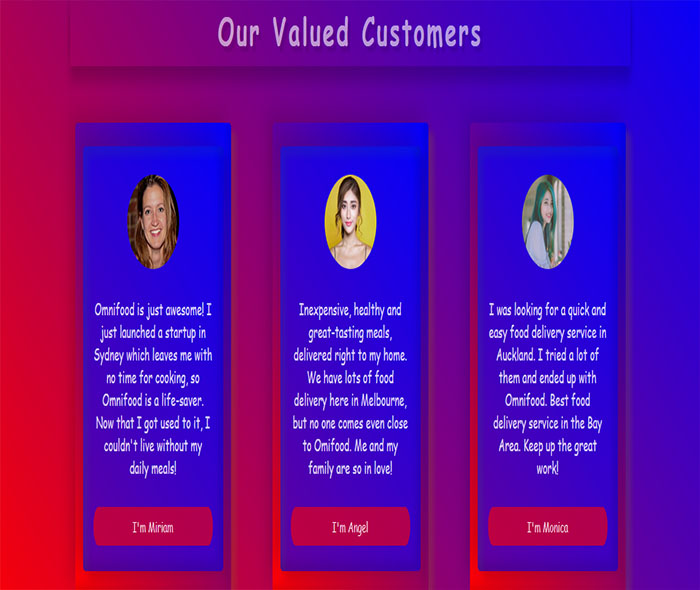 Our Valued Customers
Omnifood is just awesome! I
just launched a startup in
Sydney which leaves me with
no time for cooking, so
Omnifood is a life-saver.
Now that I got used to it, I
couldn't live without my
daily meals!
I'm Miriam
Inexpensive, healthy and
great-tasting meals,
delivered right to my home.
We have lots of food
delivery here in Melbourne,
but no one comes even close
to Omifood. Me and my
family are so in love!
I'm Angel
I was looking for a quick and
easy food delivery service in
Auckland. I tried a lot of
them and ended up with
Omnifood. Best food
delivery service in the Bay
Area. Keep up the great
work!
I'm Monica